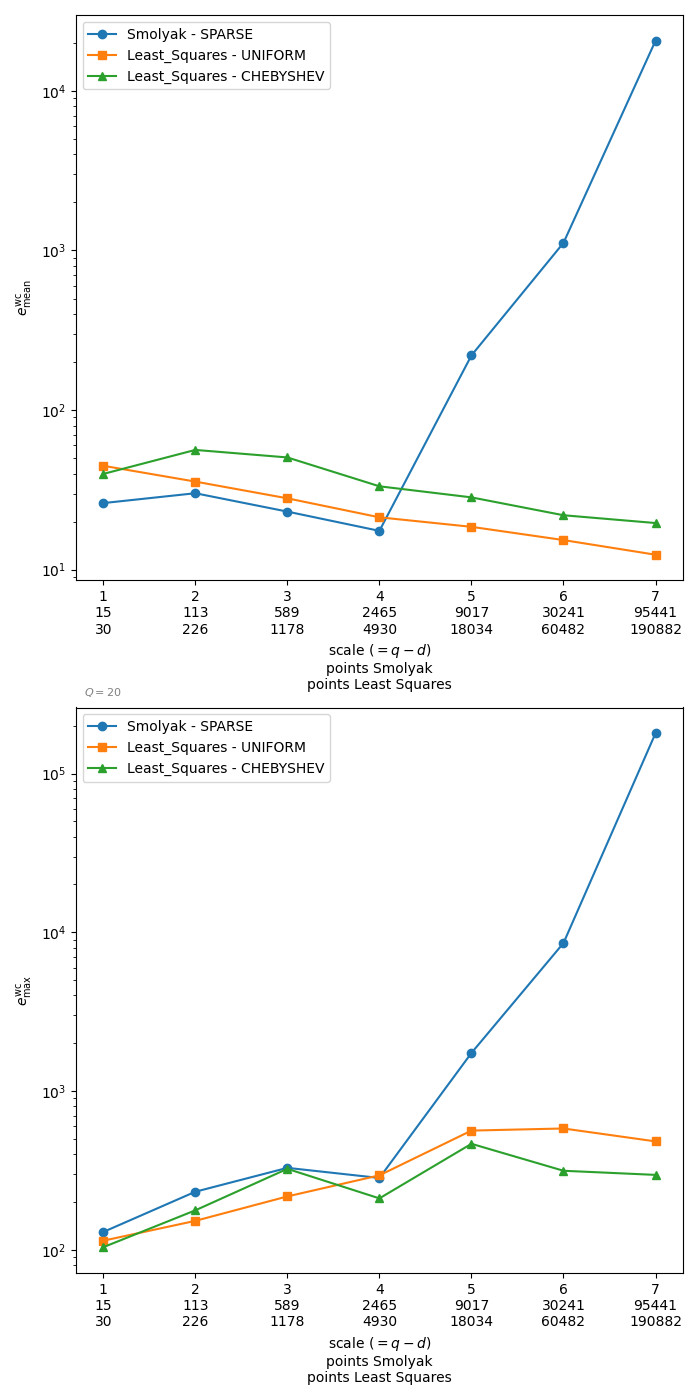 Smolyak - SPARSE
Least_Squares - UNIFORM
Least_Squares - CHEBYSHEV
10^4
10^3
10^2
10^1
e_mean^wc
1 2 3 4 5 6 7
15 113 589 2465 9017 30241 95441
30 226 1178 4930 18034 60482 190882
scale (= q − d)
points Smolyak
points Least Squares
Q = 20
Smolyak - SPARSE
Least_Squares - UNIFORM
Least_Squares - CHEBYSHEV
10^5
10^4
10^3
10^2
e_max^wc
1 2 3 4 5 6 7
15 113 589 2465 9017 30241 95441
30 226 1178 4930 18034 60482 190882
scale (= q − d)
points Smolyak
points Least Squares